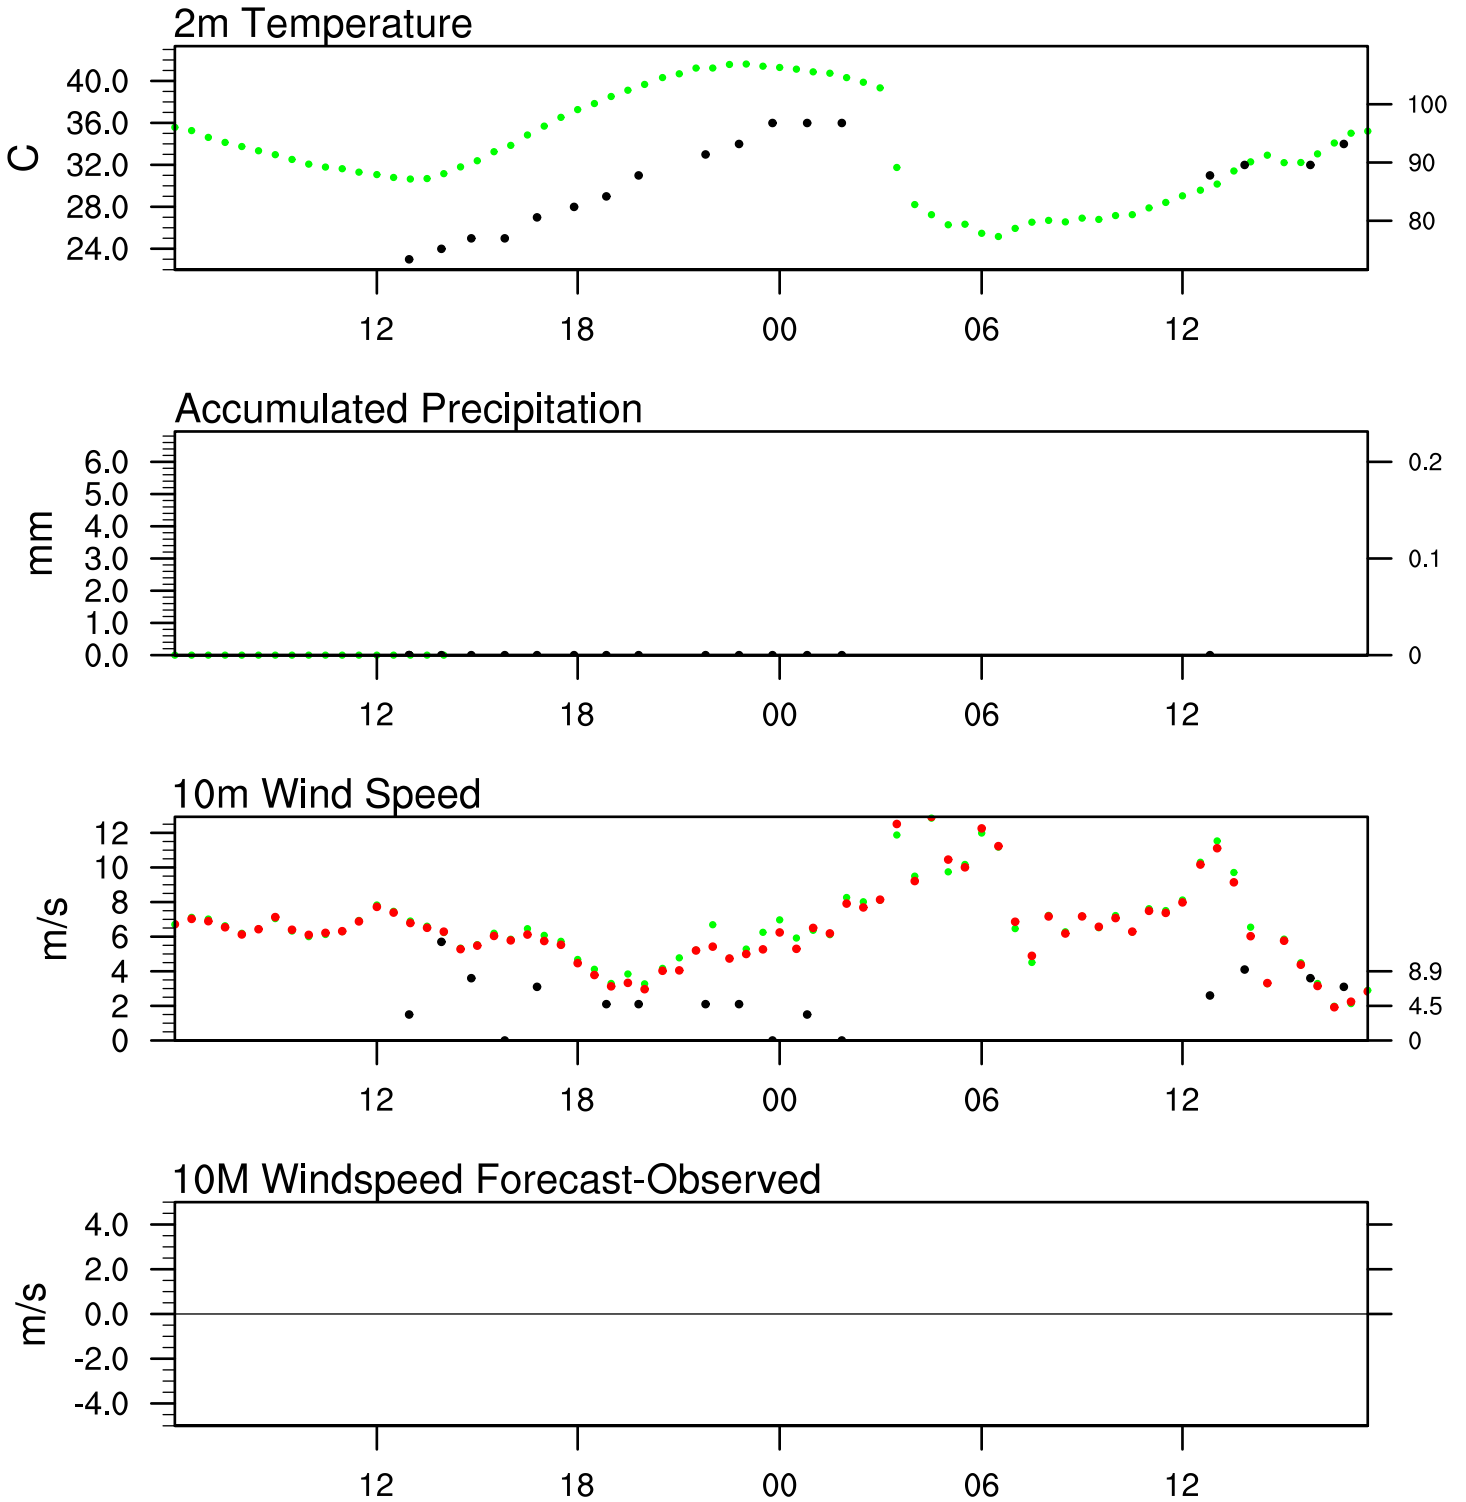 2m Temperature
C
40.0
36.0
32.0
28.0
24.0
100
90
80
12 18 00 06 12
Accumulated Precipitation
mm
6.0
5.0
4.0
3.0
2.0
1.0
0.0
0.2
0.1
0
12 18 00 06 12
10m Wind Speed
m/s
12
10
8
6
4
2
0
8.9
4.5
0
12 18 00 06 12
10M Windspeed Forecast-Observed
m/s
4.0
2.0
0.0
-2.0
-4.0
12 18 00 06 12